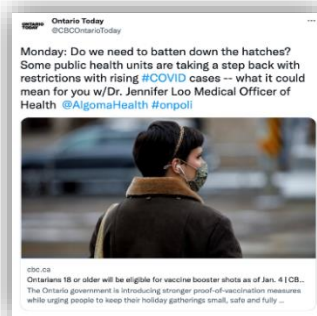 ONTARIO TODAY
Ontario Today
@CBCOntarioToday
Monday: Do we need to batten down the hatches?
Some public health units are taking a step back with
restrictions with rising #COVID cases -- what it could
mean for you w/Dr. Jennifer Loo Medical Officer of
Health @AlgomaHealth #onpoli
cbc.ca
Ontarians 18 or older will be eligible for vaccine booster shots as of Jan. 4 | CB...
The Ontario government is introducing stronger proof-of-vaccination measures
while urging people to keep their holiday gatherings small, safe and fully ...